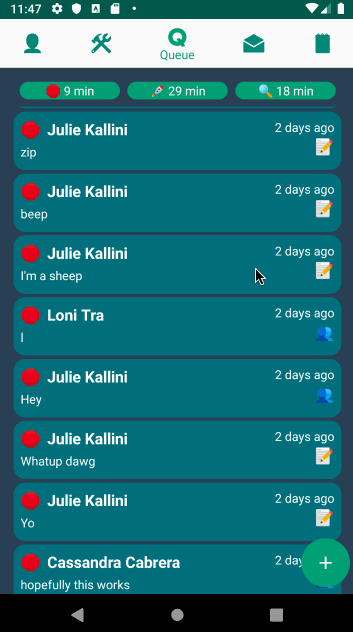 11:47
Queue
9 min
29 min
18 min
Julie Kallini
2 days ago
zip
Julie Kallini
2 days ago
beep
Julie Kallini
2 days ago
I'm a sheep
Loni Tra
2 days ago
l
Julie Kallini
2 days ago
Hey
Julie Kallini
2 days ago
Whatup dawg
Julie Kallini
2 days ago
Yo
Cassandra Cabrera
2 day
hopefully this works